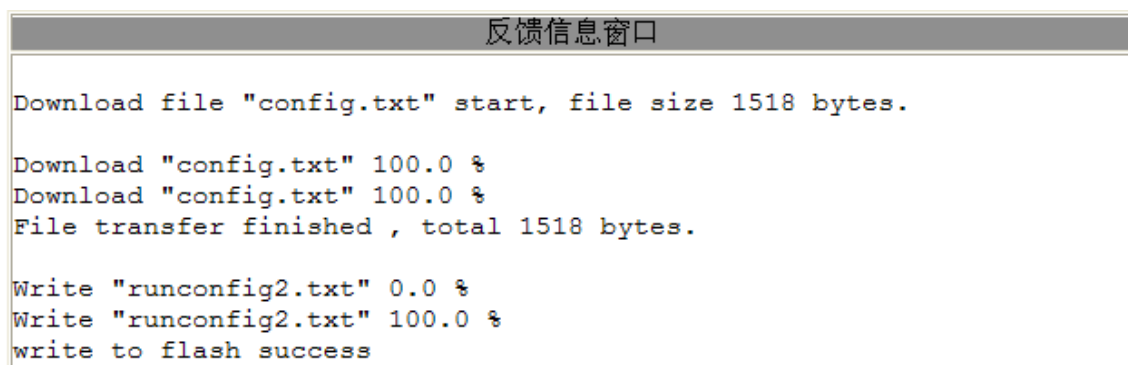 反馈信息窗口
Download file "config.txt" start, file size 1518 bytes.
Download "config.txt" 100.0 %
Download "config.txt" 100.0 %
File transfer finished , total 1518 bytes.
Write "runconfig2.txt" 0.0 %
Write "runconfig2.txt" 100.0 %
write to flash success